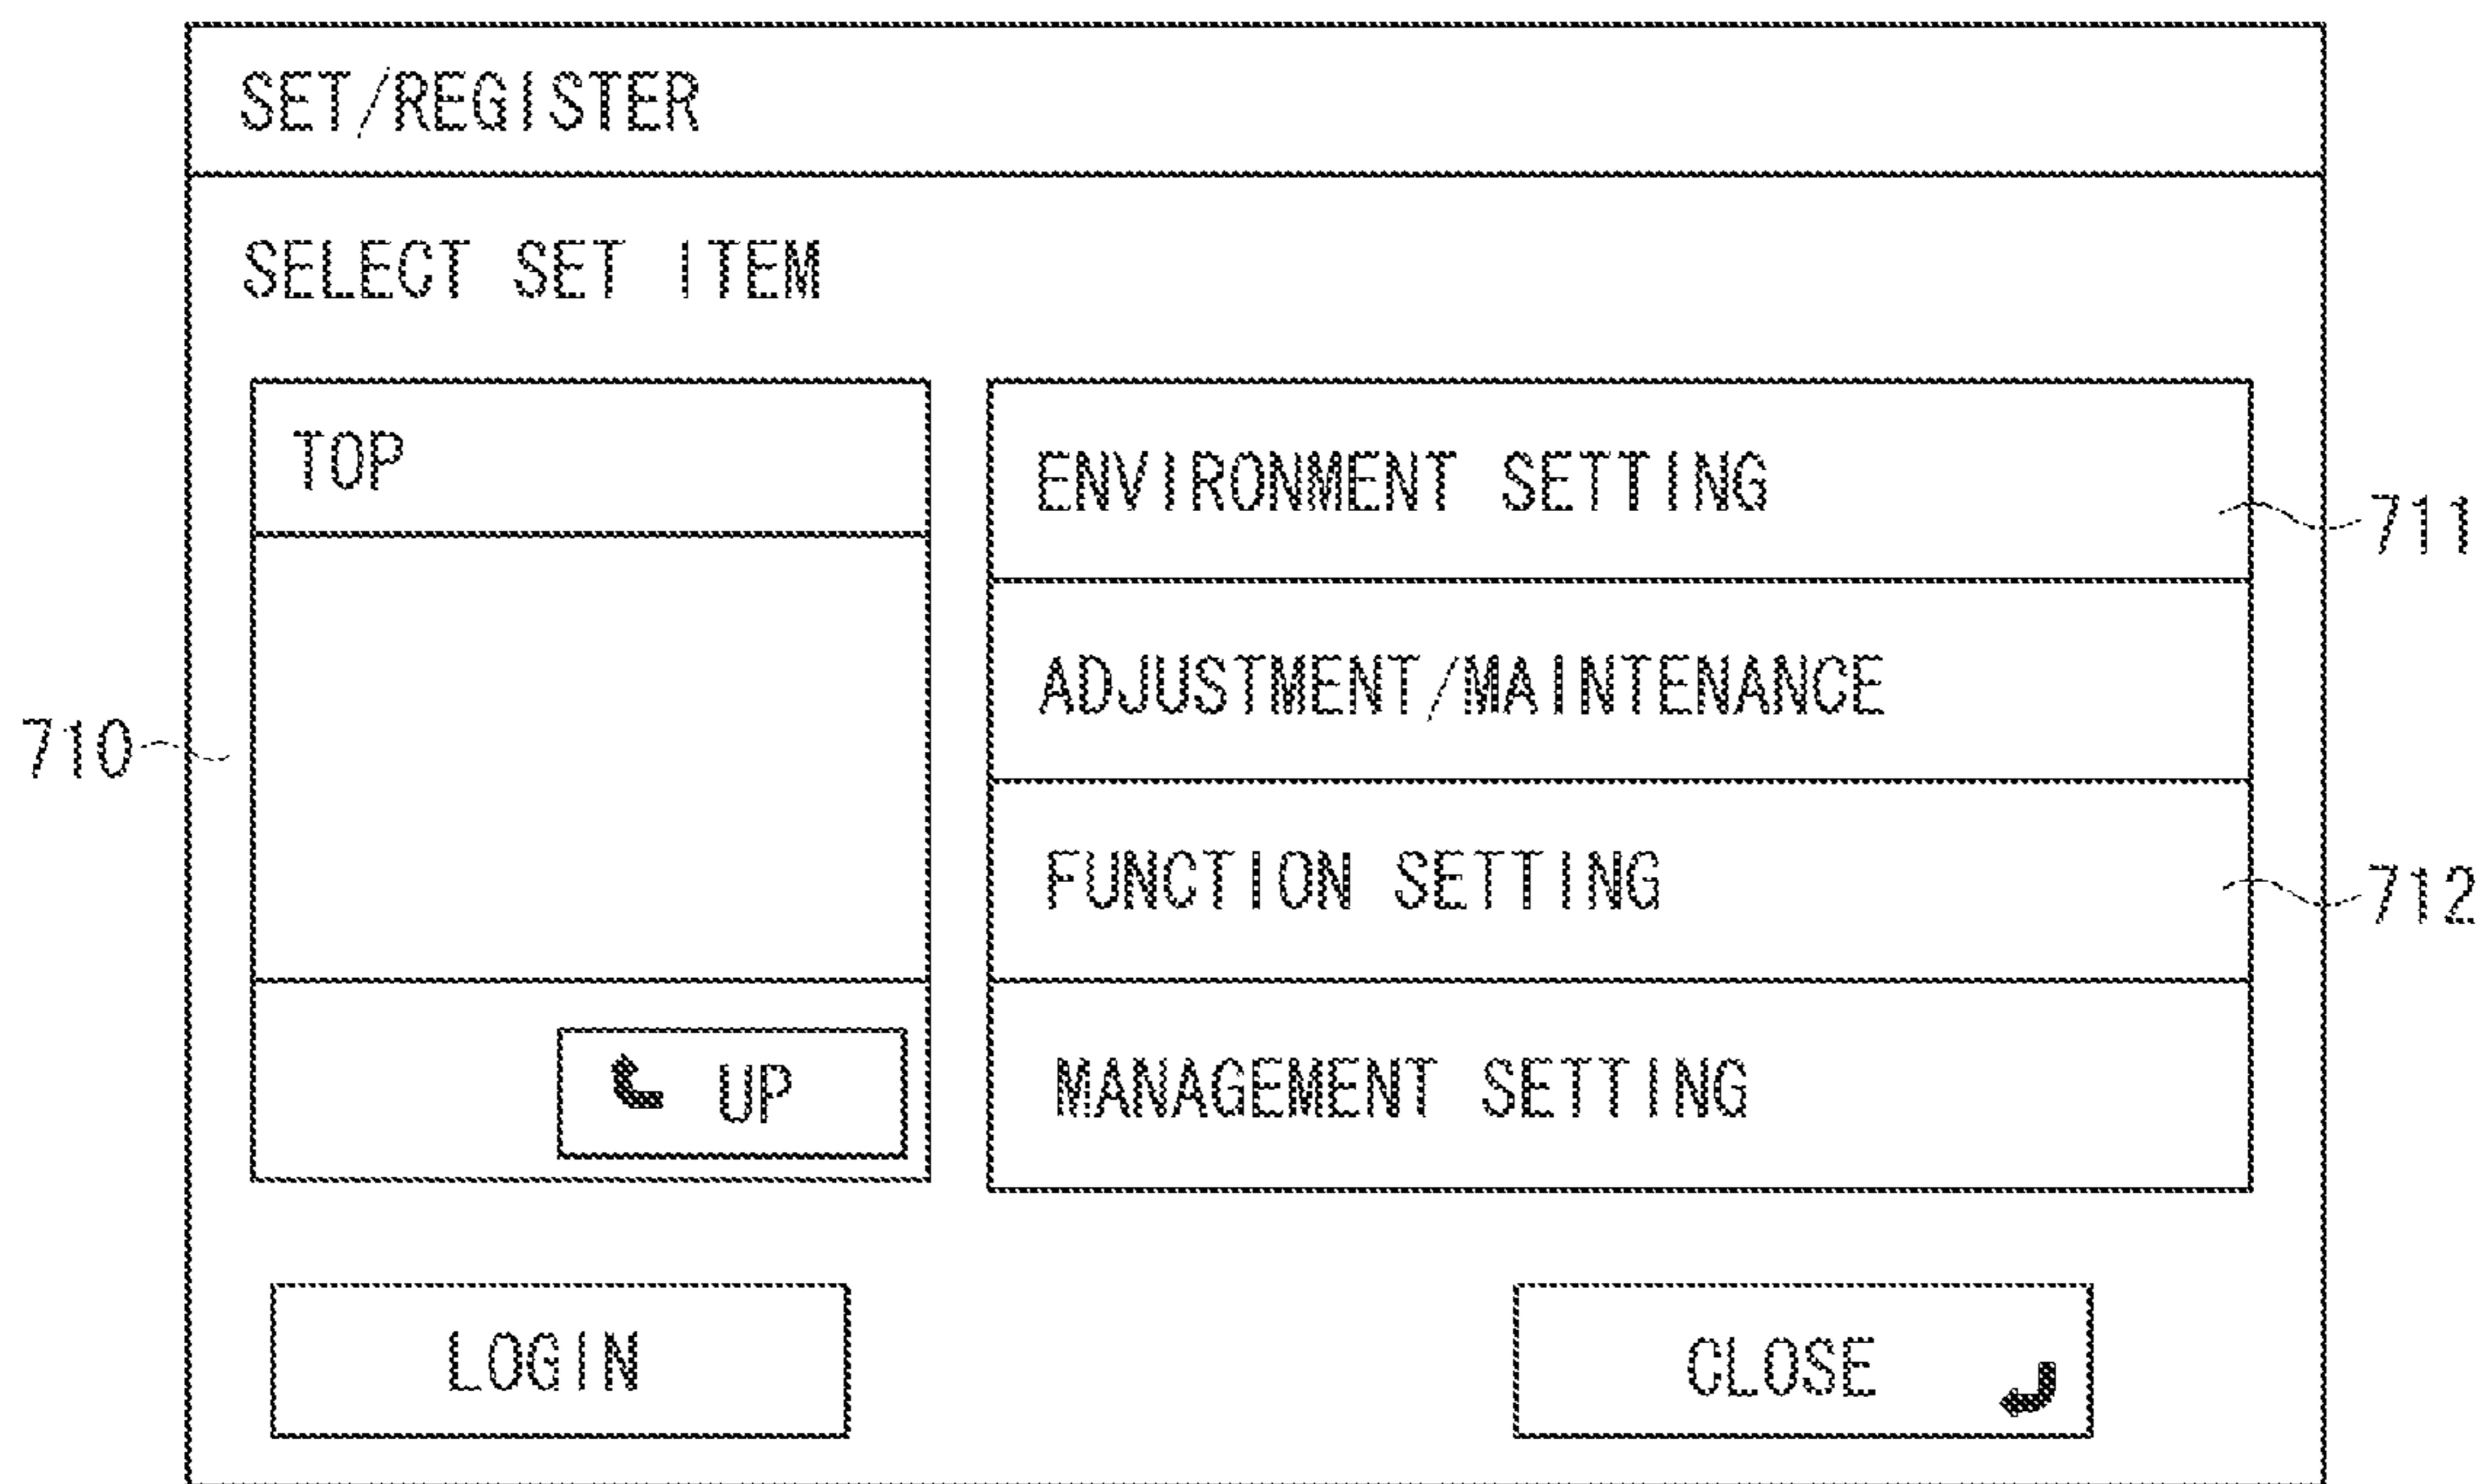 SET/REGISTER
SELECT SET ITEM
TOP
ENVIRONMENT SETTING
711
ADJUSTMENT/MAINTENANCE
710
FUNCTION SETTING
712
UP
MANAGEMENT SETTING
LOGIN
CLOSE